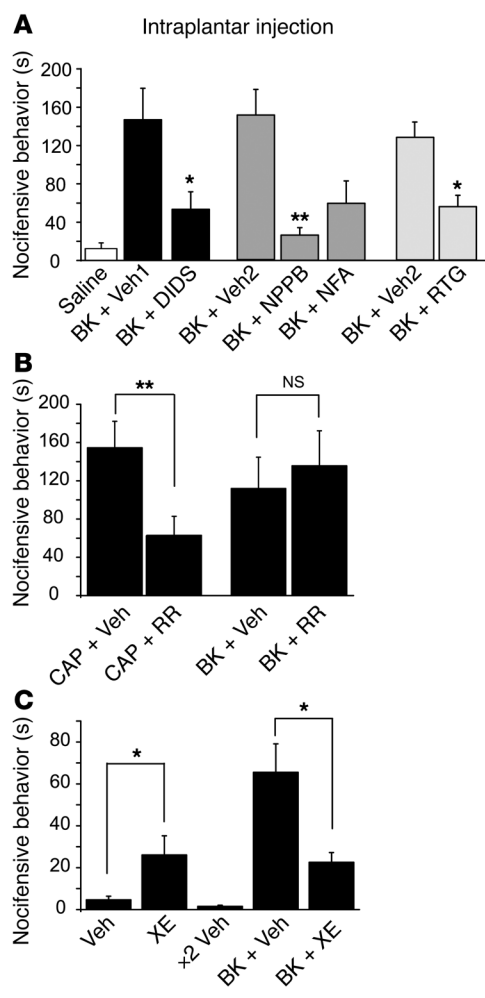 A
Intraplantar injection
Nocifensive behavior (s)
200
160
120
80
40
0
*
**
*
Saline
BK + Veh1
BK + DIDS
BK + Veh2
BK + NPPB
BK + NFA
BK + Veh2
BK + RTG
B
Nocifensive behavior (s)
200
160
120
80
40
0
**
NS
CAP + Veh
CAP + RR
BK + Veh
BK + RR
C
Nocifensive behavior (s)
80
60
40
20
0
*
*
Veh
XE
×2 Veh
BK + Veh
BK + XE